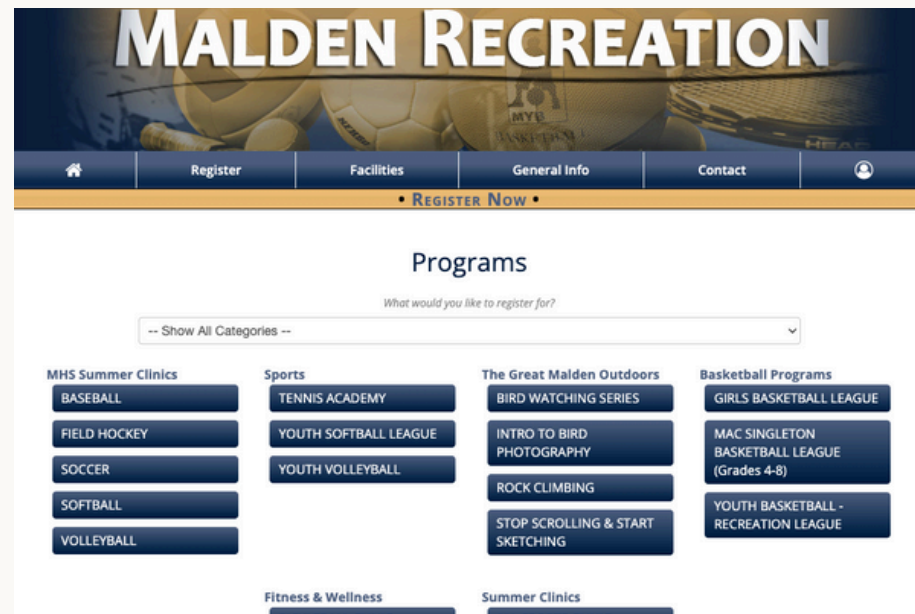 MALDEN RECREATION
MYB
BASKETBALL
HEAD
Register
Facilities
General Info
Contact
• REGISTER NOW •
Programs
What would you like to register for?
-- Show All Categories --
MHS Summer Clinics
BASEBALL
FIELD HOCKEY
SOCCER
SOFTBALL
VOLLEYBALL
Sports
TENNIS ACADEMY
YOUTH SOFTBALL LEAGUE
YOUTH VOLLEYBALL
The Great Malden Outdoors
BIRD WATCHING SERIES
INTRO TO BIRD
PHOTOGRAPHY
ROCK CLIMBING
STOP SCROLLING & START
SKETCHING
Basketball Programs
GIRLS BASKETBALL LEAGUE
MAC SINGLETON
BASKETBALL LEAGUE
(Grades 4-8)
YOUTH BASKETBALL -
RECREATION LEAGUE
Fitness & Wellness
Summer Clinics